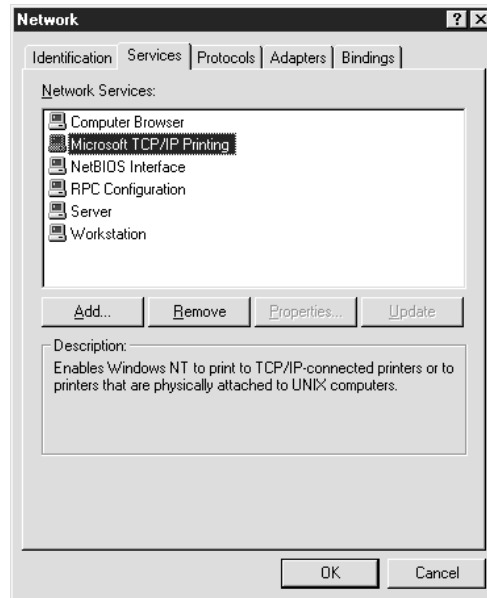 Network
Identification Services Protocols Adapters Bindings
Network Services:
Computer Browser
Microsoft TCP/IP Printing
NetBIOS Interface
RPC Configuration
Server
Workstation
Add... Remove Properties... Update
Description:
Enables Windows NT to print to TCP/IP-connected printers or to
printers that are physically attached to UNIX computers.
OK Cancel